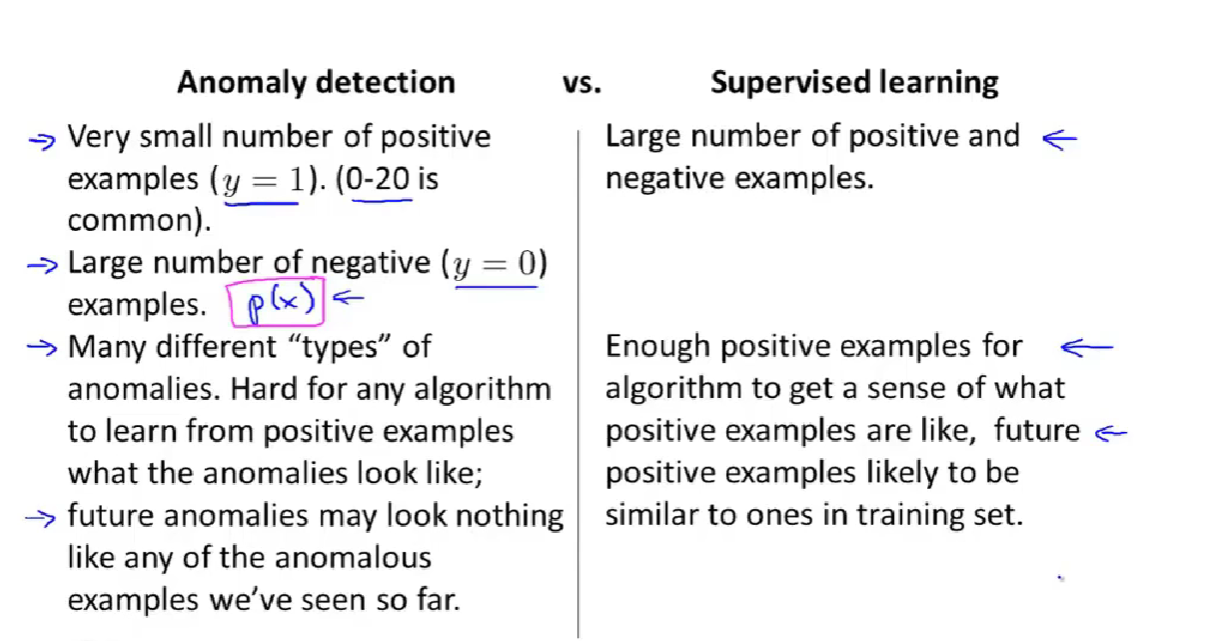 Anomaly detection vs. Supervised learning
→ Very small number of positive
examples (y = 1). (0-20 is
common).
→ Large number of negative (y = 0)
examples. p(x) ←
→ Many different “types” of
anomalies. Hard for any algorithm
to learn from positive examples
what the anomalies look like;
→ future anomalies may look nothing
like any of the anomalous
examples we’ve seen so far.
Large number of positive and ←
negative examples.
Enough positive examples for ←
algorithm to get a sense of what
positive examples are like, future ←
positive examples likely to be
similar to ones in training set.